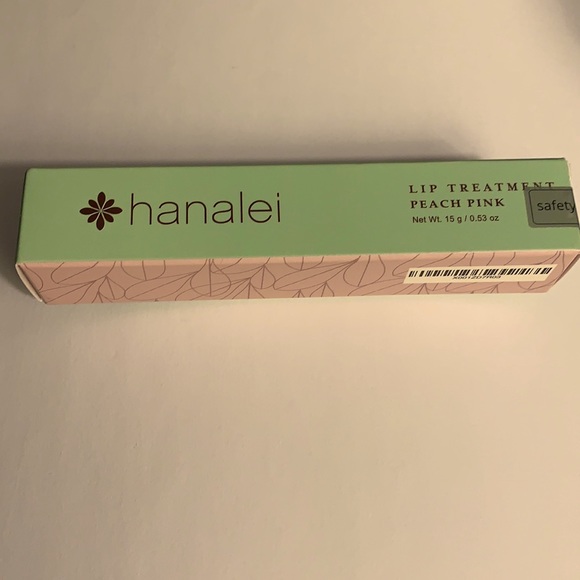 hanalei
LIP TREATMENT
PEACH PINK
Net Wt. 15 g / 0.53 oz
safety